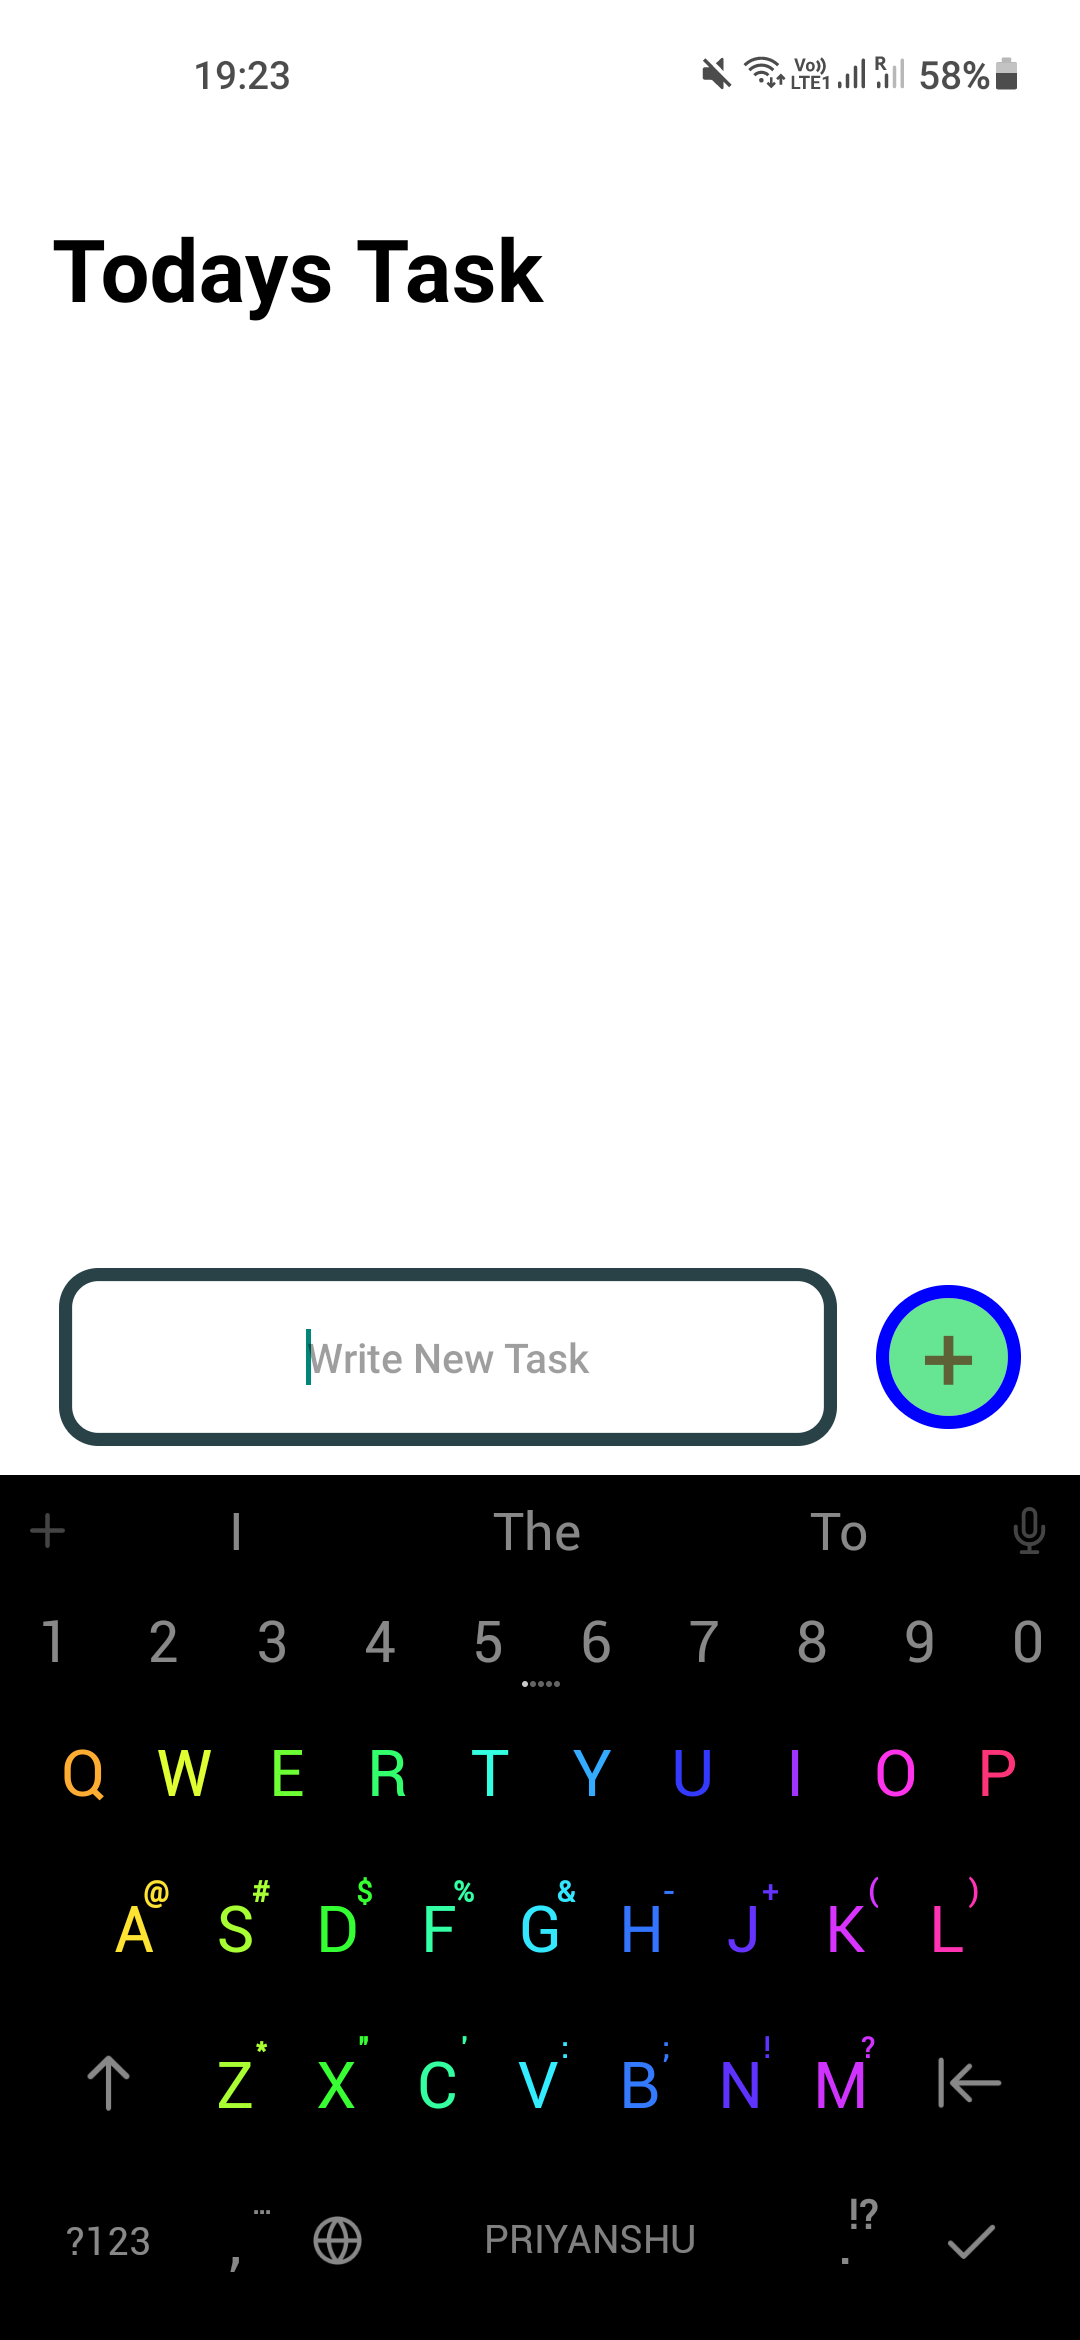 19:23 Vo)) LTE1 R 58%
Todays Task
Write New Task
+
I The To
1 2 3 4 5 6 7 8 9 0
Q W E R T Y U I O P
@ # $ % & - + ( )
A S D F G H J K L
* " ' : ; ! ?
Z X C V B N M
?123 , ... PRIYANSHU . !?